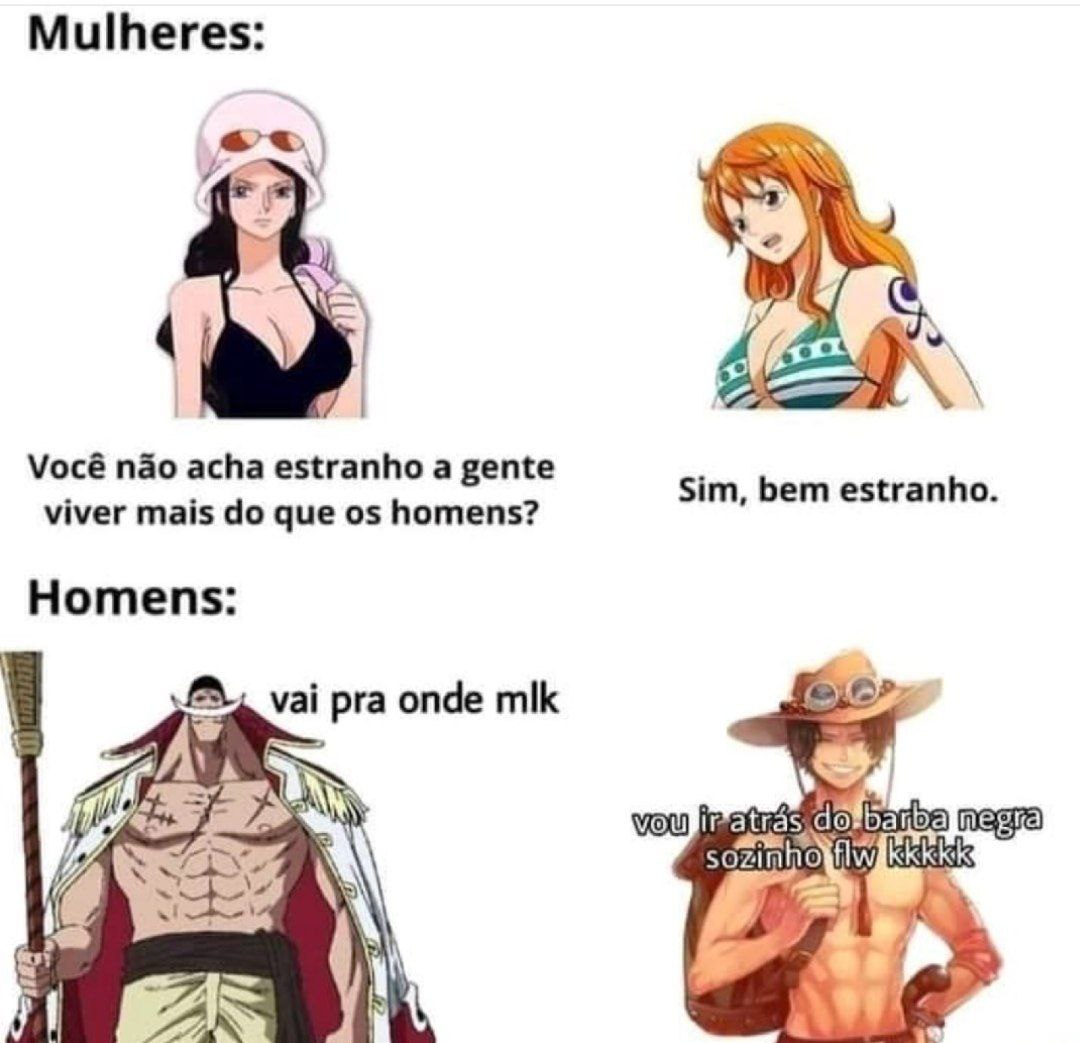 Mulheres:
Você não acha estranho a gente
viver mais do que os homens?
Sim, bem estranho.
Homens:
vai pra onde mlk
vou ir atrás do barba negra
sozinho flw kkkkk